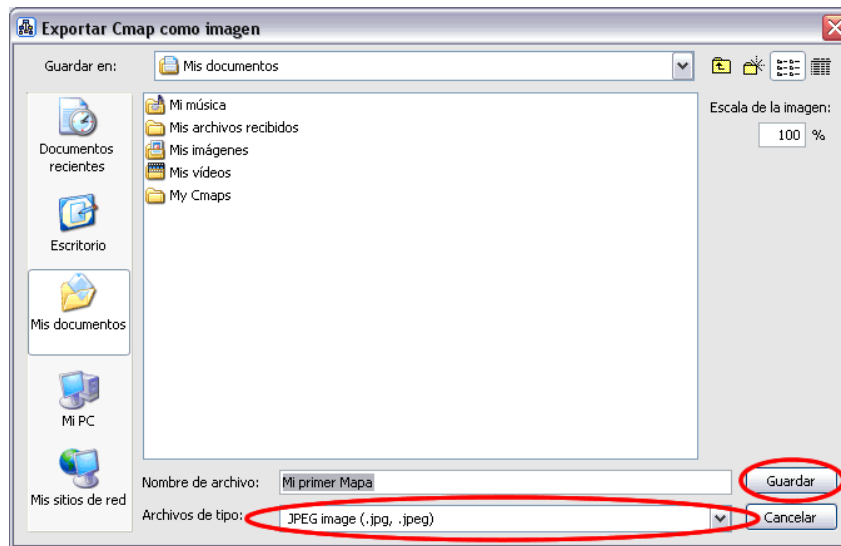 Exportar Cmap como imagen
Guardar en:
Mis documentos
Documentos
recientes
Escritorio
Mis documentos
Mi PC
Mis sitios de red
Mi música
Mis archivos recibidos
Mis imágenes
Mis vídeos
My Cmaps
Escala de la imagen:
100 %
Nombre de archivo: Mi primer Mapa
Guardar
Archivos de tipo: JPEG image (.jpg, .jpeg)
Cancelar